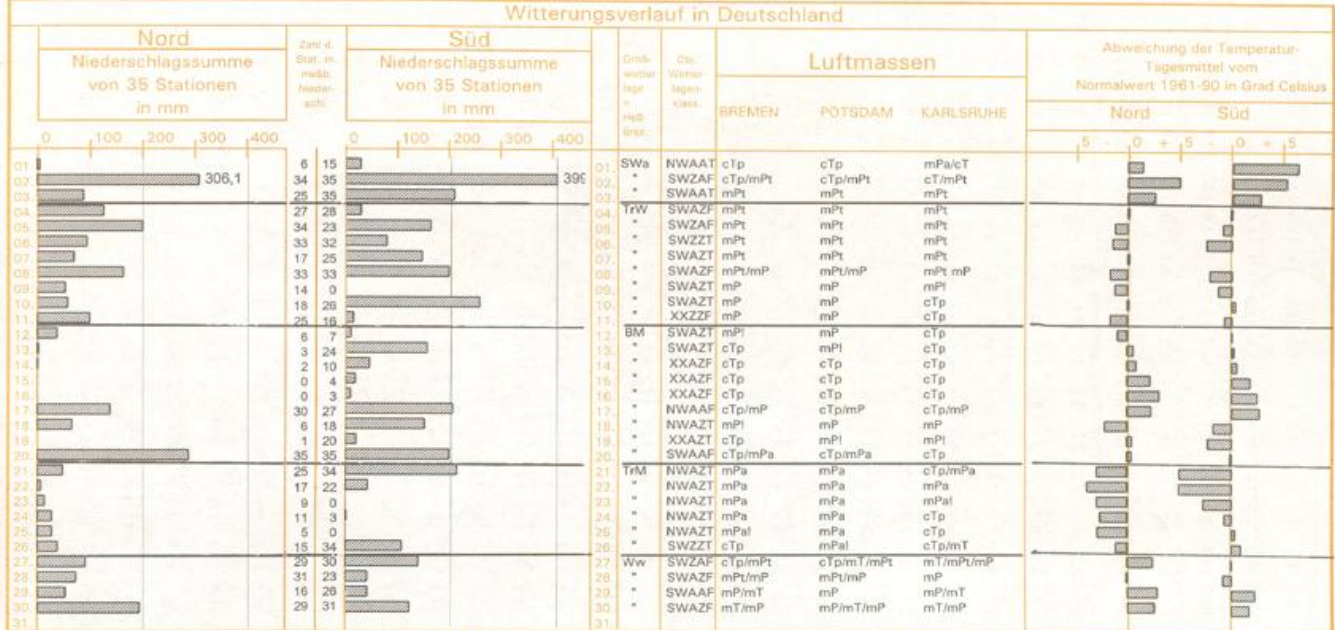 Witterungsverlauf in Deutschland
Nord Süd
Niederschlagssumme von 35 Stationen in mm
Zahl d. Stat. m. meßb. Nieder- schl.
Niederschlagssumme von 35 Stationen in mm
Groß- wetter lage n. Heß Brez.
Obj. Wetter- lagen- klass.
Luftmassen
BREMEN POTSDAM KARLSRUHE
Abweichung der Temperatur-
Tagesmittel vom
Normalwert 1961-90 in Grad Celsius
Nord Süd
0 100 200 300 400 0 100 200 300 400 5 - 0 + 5 - 0 + 5
01. 6 15 01. SWa NWAAT cTp cTp mPa/cT
02. 306,1 34 35 399 02. " SWZAF cTp/mPt cTp/mPt cT/mPt
03. 25 35 03. " SWAAT mPt mPt mPt
04. 27 28 04. TrW SWAZF mPt mPt mPt
05. 34 23 05. " SWZAF mPt mPt mPt
06. 33 32 06. " SWZZT mPt mPt mPt
07. 17 25 07. " SWAZT mPt mPt mPt
08. 33 33 08. " SWAZF mPt/mP mPt/mP mPt mP
09. 14 0 09. " SWAZT mP mP mP!
10. 18 26 10. " SWAZT mP mP cTp
11. 25 16 11. " XXZZF mP mP cTp
12. 6 7 12. BM SWAZT mP! mP cTp
13. 3 24 13. " SWAZT cTp mP! cTp
14. 2 10 14. " XXAZF cTp cTp cTp
15. 0 4 15. " XXAZF cTp cTp cTp
16. 0 3 16. " XXAZF cTp cTp cTp
17. 30 27 17. " NWAAF cTp/mP cTp/mP cTp/mP
18. 6 18 18. " NWAZT mP! mP mP
19. 1 20 19. " XXAZT cTp mP! mP!
20. 35 35 20. " SWAAF cTp/mPa cTp/mPa cTp
21. 25 34 21. TrM NWAZT mPa mPa cTp/mPa
22. 17 22 22. " NWAZT mPa mPa mPa
23. 9 0 23. " NWAZT mPa mPa mPa!
24. 11 3 24. " NWAZT mPa mPa cTp
25. 5 0 25. " NWAZT mPa! mPa cTp
26. 15 34 26. " SWZZT cTp mPa! cTp/mT
27. 29 30 27. Ww SWZAF cTp/mPt cTp/mT/mPt mT/mPt/mP
28. 31 23 28. " SWAZF mPt/mP mPt/mP mP
29. 16 26 29. " SWAAF mP/mT mP mP/mT
30. 29 31 30. " SWAZF mT/mP mP/mT/mP mT/mP
31. 31.